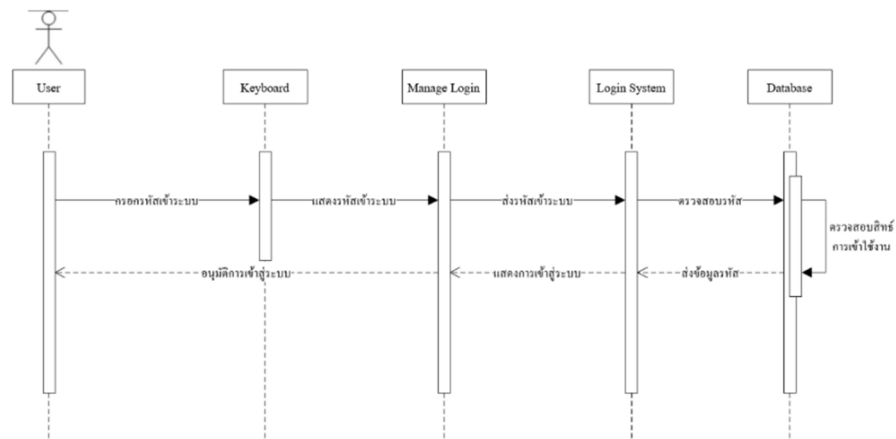 User
Keyboard
Manage Login
Login System
Database
กรอกรหัสเข้าระบบ
แสดงรหัสเข้าระบบ
ส่งรหัสเข้าระบบ
ตรวจสอบรหัส
ตรวจสอบสิทธ์
การเข้าใช้งาน
อนุมัติการเข้าสู่ระบบ
แสดงการเข้าสู่ระบบ
ส่งข้อมูลรหัส